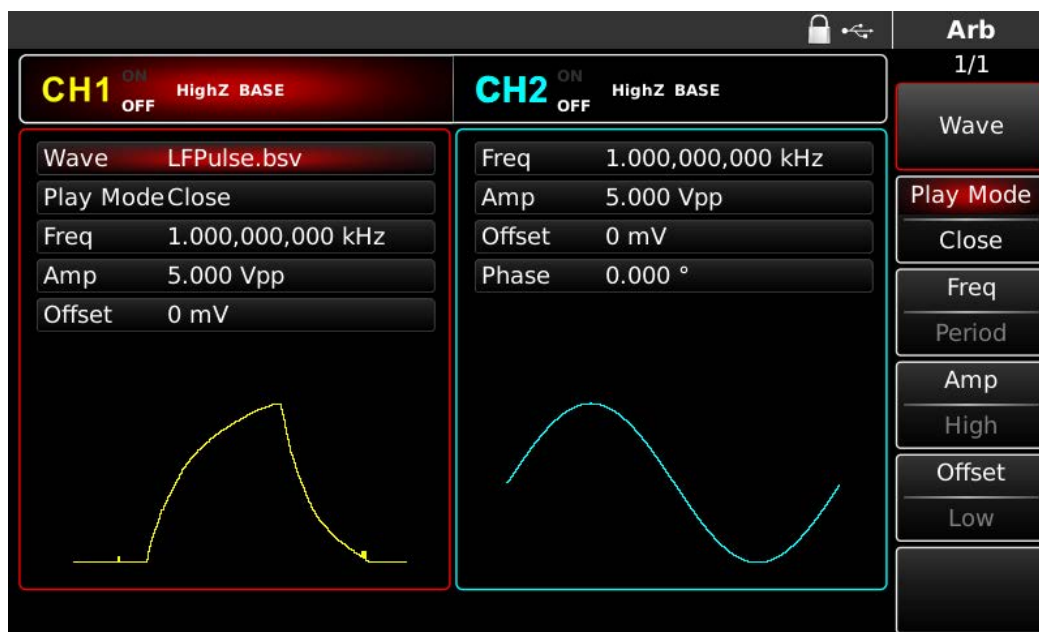 Arb
1/1
CH1 ON OFF HighZ BASE
CH2 ON OFF HighZ BASE
Wave LFPulse.bsv
Play Mode Close
Freq 1.000,000,000 kHz
Amp 5.000 Vpp
Offset 0 mV
Freq 1.000,000,000 kHz
Amp 5.000 Vpp
Offset 0 mV
Phase 0.000 °
Wave
Play Mode
Close
Freq
Period
Amp
High
Offset
Low